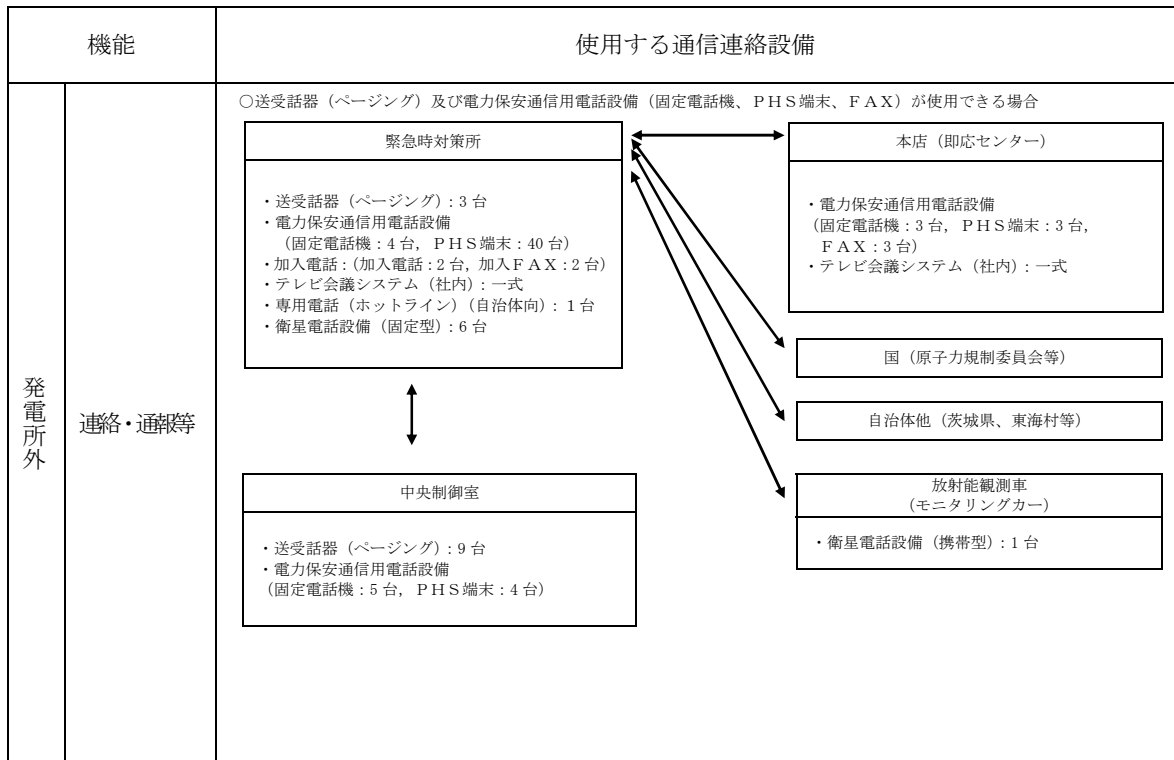 機能
使用する通信連絡設備
発電所外
連絡・通報等
○送受話器（ページング）及び電力保安通信用電話設備（固定電話機、ＰＨＳ端末、ＦＡＸ）が使用できる場合
緊急時対策所
・送受話器（ページング）：3 台
・電力保安通信用電話設備
（固定電話機：4 台，ＰＨＳ端末：40 台）
・加入電話：（加入電話：2 台，加入ＦＡＸ：2 台）
・テレビ会議システム（社内）：一式
・専用電話（ホットライン）（自治体向）：1 台
・衛星電話設備（固定型）：6 台
中央制御室
・送受話器（ページング）：9 台
・電力保安通信用電話設備
（固定電話機：5 台，ＰＨＳ端末：4 台）
本店（即応センター）
・電力保安通信用電話設備
（固定電話機：3 台，ＰＨＳ端末：3 台，
ＦＡＸ：3 台）
・テレビ会議システム（社内）：一式
国（原子力規制委員会等）
自治体他（茨城県、東海村等）
放射能観測車
（モニタリングカー）
・衛星電話設備（携帯型）：1 台